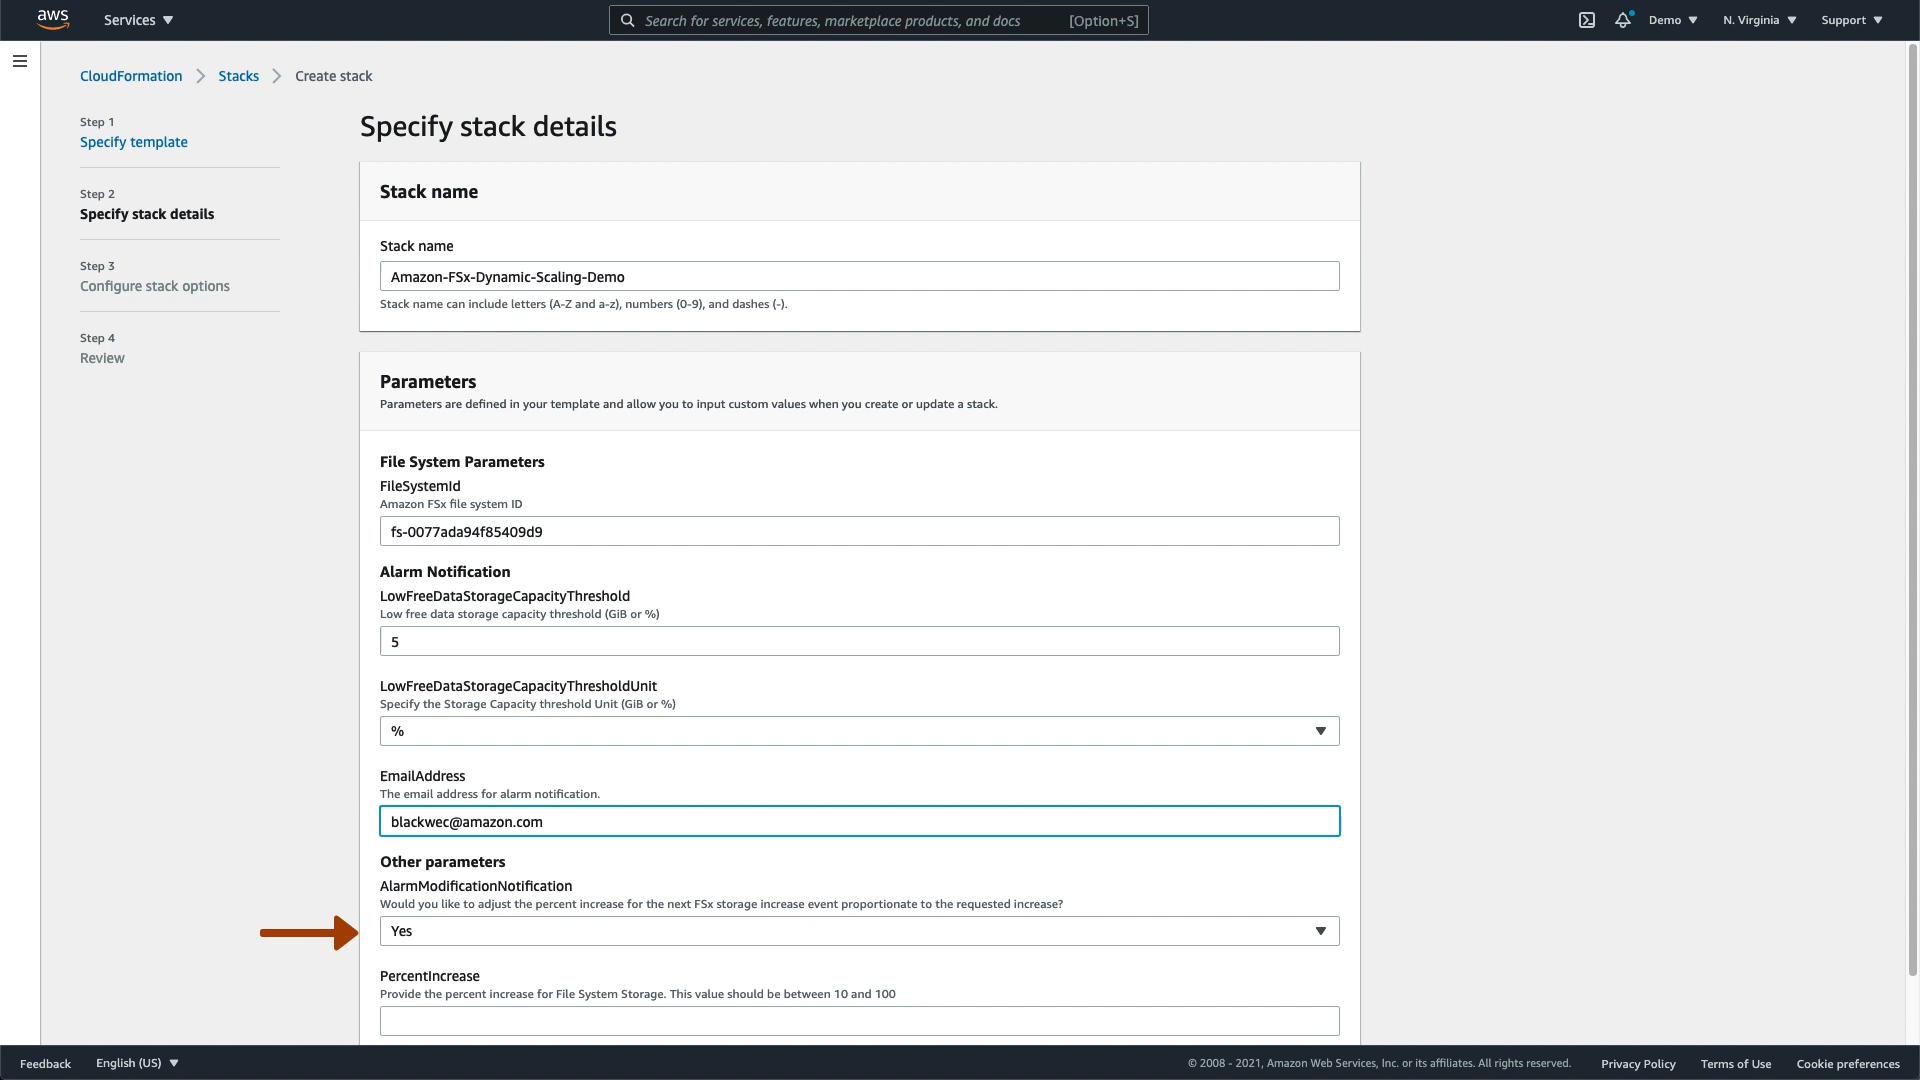 aws
Services
Search for services, features, marketplace products, and docs [Option+S]
Demo
N. Virginia
Support
CloudFormation
Stacks
Create stack
Step 1
Specify template
Step 2
Specify stack details
Step 3
Configure stack options
Step 4
Review
Specify stack details
Stack name
Stack name
Amazon-FSx-Dynamic-Scaling-Demo
Stack name can include letters (A-Z and a-z), numbers (0-9), and dashes (-).
Parameters
Parameters are defined in your template and allow you to input custom values when you create or update a stack.
File System Parameters
FileSystemId
Amazon FSx file system ID
fs-0077ada94f85409d9
Alarm Notification
LowFreeDataStorageCapacityThreshold
Low free data storage capacity threshold (GiB or %)
5
LowFreeDataStorageCapacityThresholdUnit
Specify the Storage Capacity threshold Unit (GiB or %)
%
EmailAddress
The email address for alarm notification.
blackwec@amazon.com
Other parameters
AlarmModificationNotification
Would you like to adjust the percent increase for the next FSx storage increase event proportionate to the requested increase?
Yes
PercentIncrease
Provide the percent increase for File System Storage. This value should be between 10 and 100
Feedback
English (US)
© 2008 - 2021, Amazon Web Services, Inc. or its affiliates. All rights reserved.
Privacy Policy
Terms of Use
Cookie preferences